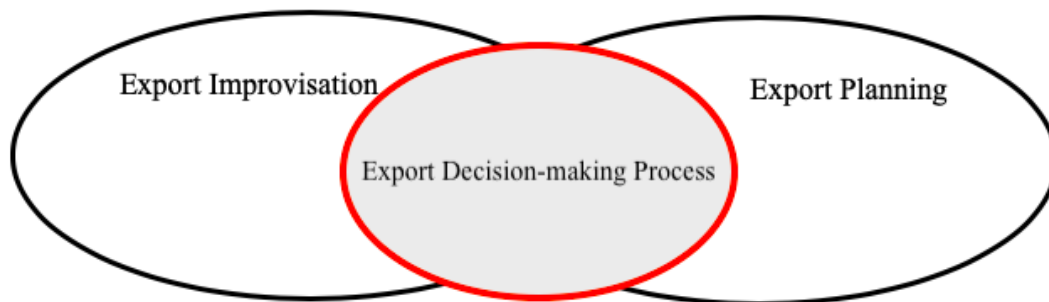 Export Improvisation
Export Planning
Export Decision-making Process